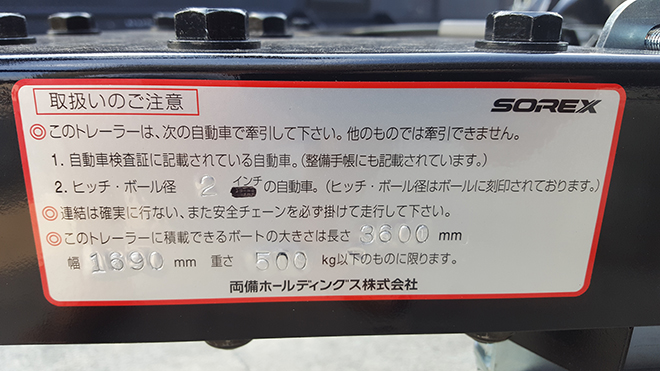 取扱いのご注意
SOREX
◎このトレーラーは、次の自動車で牽引して下さい。他のものでは牽引できません。
1. 自動車検査証に記載されている自動車。(整備手帳にも記載されています。)
2. ヒッチ・ボール径 2 インチの自動車。(ヒッチ・ボール径はボールに刻印されております。)
◎連結は確実に行ない、また安全チェーンを必ず掛けて走行して下さい。
◎このトレーラーに積載できるボートの大きさは長さ 3600 mm
幅 1690 mm 重さ 500 kg以下のものに限ります。
両備ホールディングス株式会社